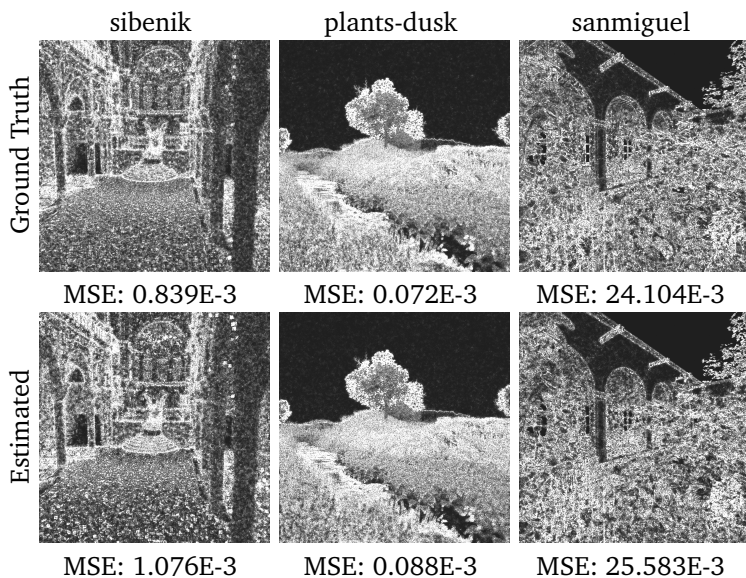 sibenik plants-dusk sanmiguel
Ground Truth
MSE: 0.839E-3 MSE: 0.072E-3 MSE: 24.104E-3
Estimated
MSE: 1.076E-3 MSE: 0.088E-3 MSE: 25.583E-3